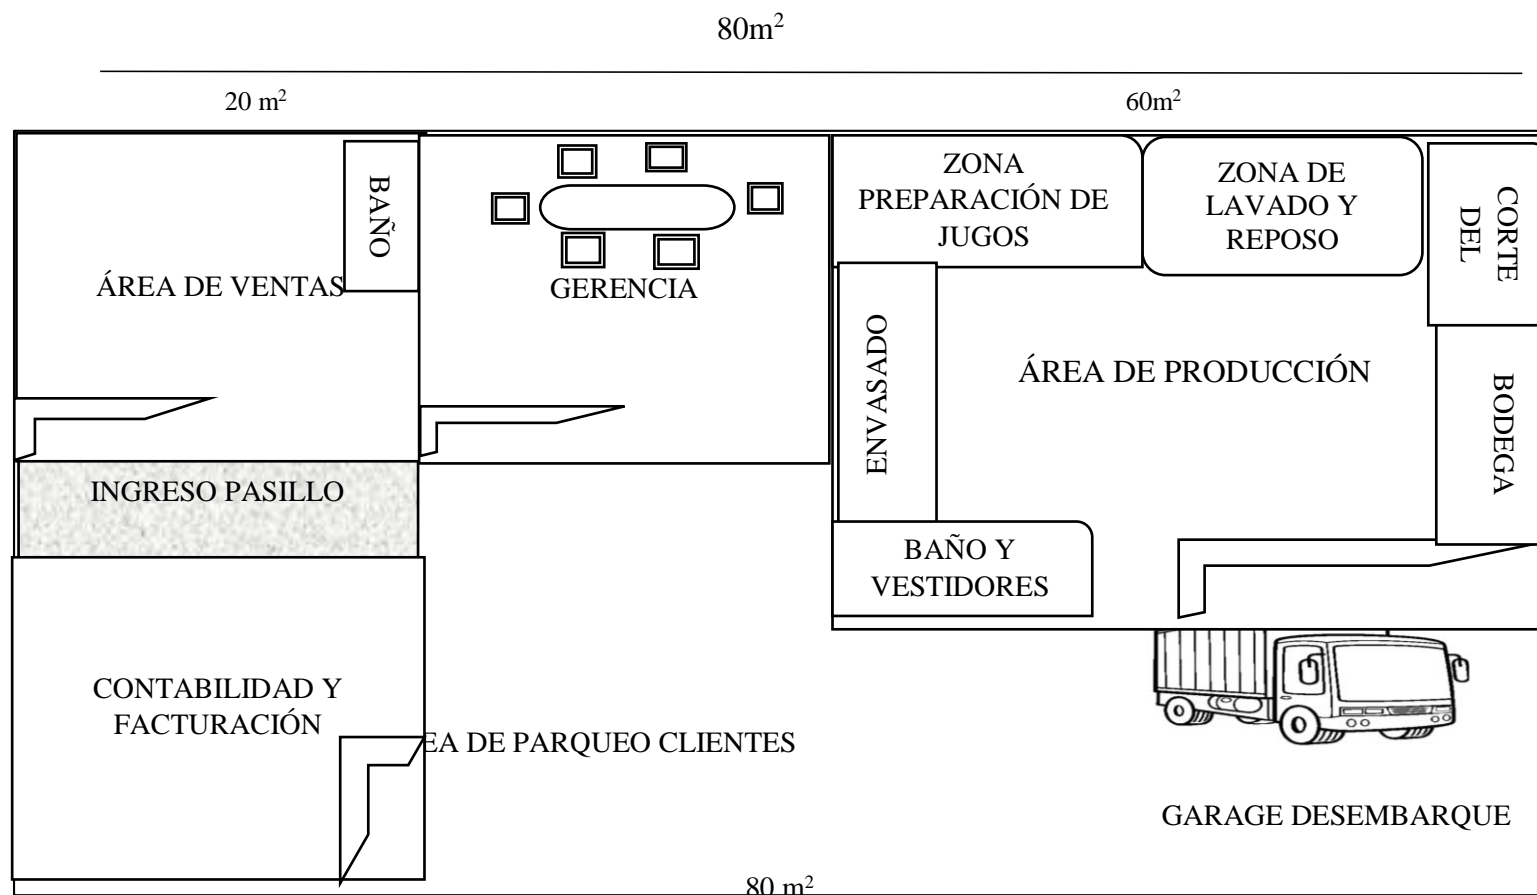 80m²
20 m²
60m²
BAÑO
ÁREA DE VENTAS
GERENCIA
ZONA
PREPARACIÓN DE
JUGOS
ZONA DE
LAVADO Y
REPOSO
CORTE
DEL
ENVASADO
ÁREA DE PRODUCCIÓN
BODEGA
INGRESO PASILLO
BAÑO Y
VESTIDORES
CONTABILIDAD Y
FACTURACIÓN
EA DE PARQUEO CLIENTES
GARAGE DESEMBARQUE
80 m²